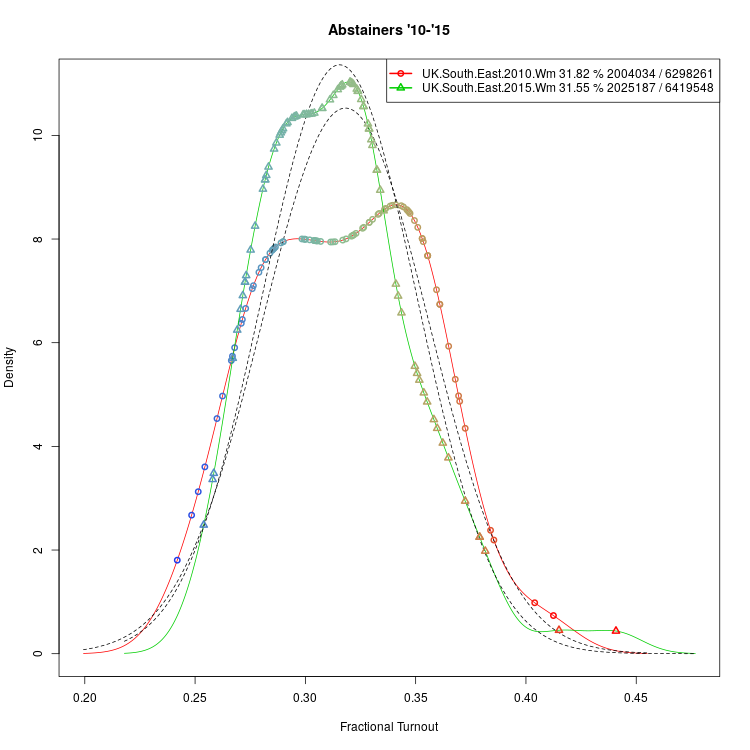 Abstainers '10-'15
UK.South.East.2010.Wm 31.82 % 2004034 / 6298261
UK.South.East.2015.Wm 31.55 % 2025187 / 6419548
Density
10
8
6
4
2
0
0.20 0.25 0.30 0.35 0.40 0.45
Fractional Turnout